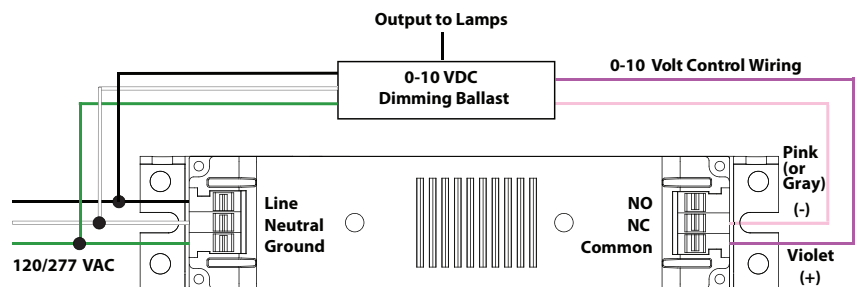 Output to Lamps
0-10 VDC
Dimming Ballast
0-10 Volt Control Wiring
Line
Neutral
Ground
120/277 VAC
NO
NC
Common
Pink
(or
Gray)
(-)
Violet
(+)